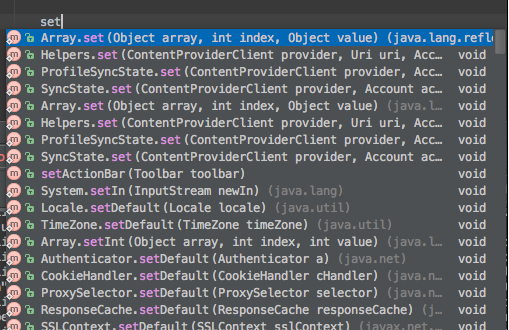 set
Array.set(Object array, int index, Object value) (java.lang.refle
Helpers.set(ContentProviderClient provider, Uri uri, Acc… void
ProfileSyncState.set(ContentProviderClient provider, Acc… void
SyncState.set(ContentProviderClient provider, Account ac… void
Array.set(Object array, int index, Object value) (java.l… void
Helpers.set(ContentProviderClient provider, Uri uri, Acc… void
ProfileSyncState.set(ContentProviderClient provider, Acc… void
SyncState.set(ContentProviderClient provider, Account ac… void
setActionBar(Toolbar toolbar) void
System.setIn(InputStream newIn) (java.lang) void
Locale.setDefault(Locale locale) (java.util) void
TimeZone.setDefault(TimeZone timeZone) (java.util) void
Array.setInt(Object array, int index, int value) (java.l… void
Authenticator.setDefault(Authenticator a) (java.net) void
CookieHandler.setDefault(CookieHandler cHandler) (java.n… void
ProxySelector.setDefault(ProxySelector selector) (java.n… void
ResponseCache.setDefault(ResponseCache responseCache) (j… void
SSLContext.setDefault(SSLContext sslContext) (javax.net… void